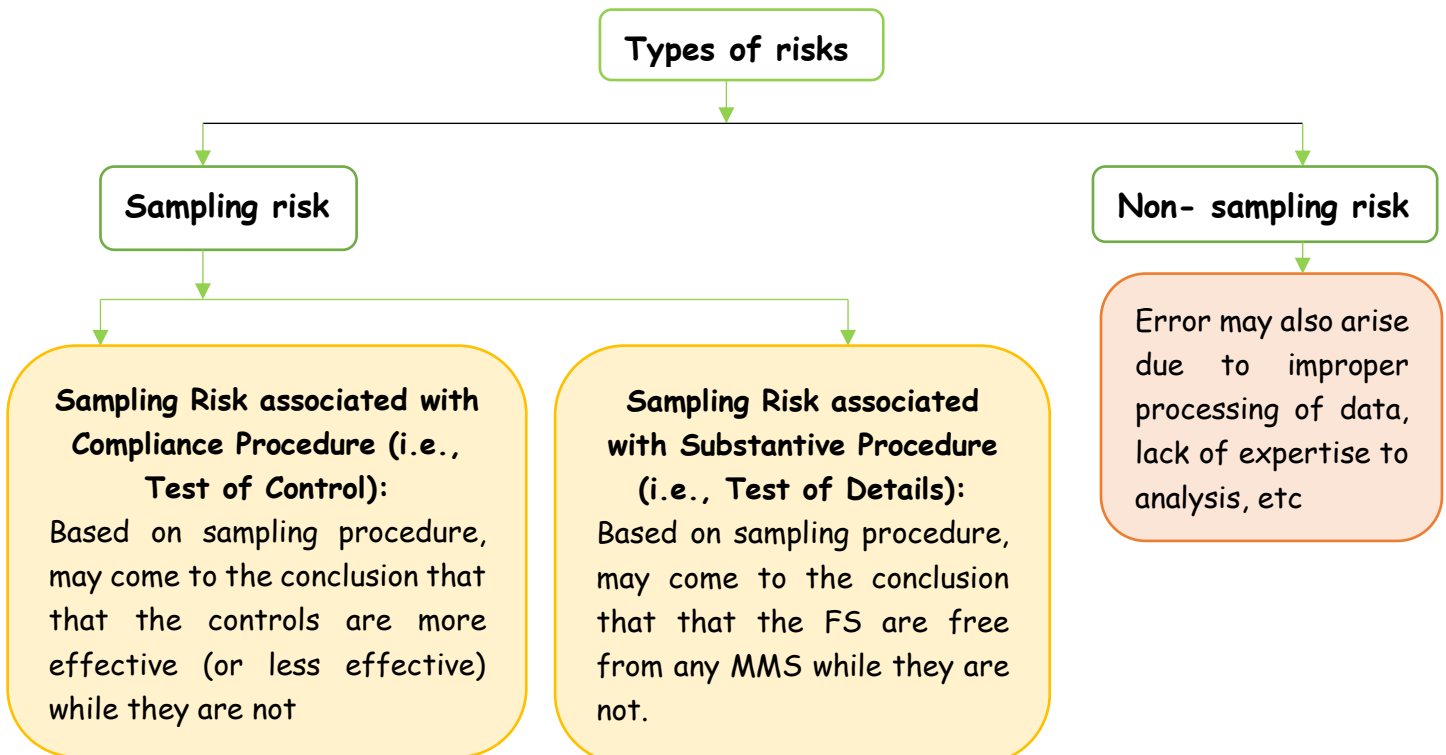 Types of risks
Sampling risk
Non- sampling risk
Sampling Risk associated with
Compliance Procedure (i.e.,
Test of Control):
Based on sampling procedure,
may come to the conclusion that
that the controls are more
effective (or less effective)
while they are not
Sampling Risk associated
with Substantive Procedure
(i.e., Test of Details):
Based on sampling procedure,
may come to the conclusion
that that the FS are free
from any MMS while they are
not.
Error may also arise
due to improper
processing of data,
lack of expertise to
analysis, etc